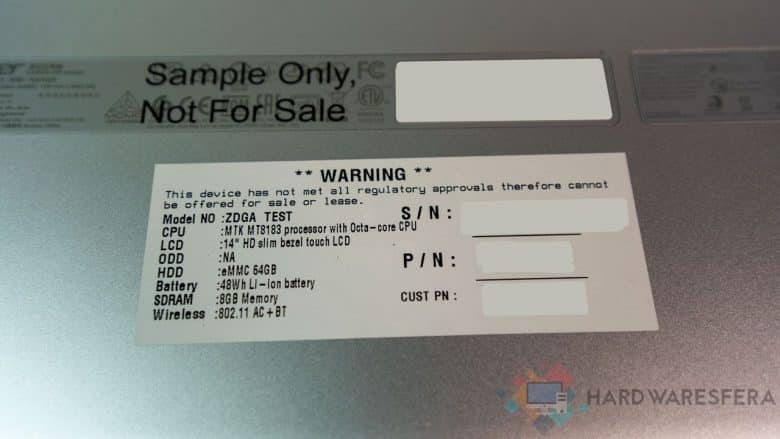 Sample Only,
Not For Sale
FC
** WARNING **
This device has not met all regulatory approvals therefore cannot
be offered for sale or lease.
Model NO :ZDGA TEST
CPU :MTK MT8183 processor with Octa-core CPU
LCD :14" HD slim bezel touch LCD
ODD :NA
HDD :eMMC 64GB
Battery :48Wh Li-ion battery
SDRAM :8GB Memory
Wireless :802.11 AC+BT
S/N:
P/N:
CUST PN:
HARDWARESFERA